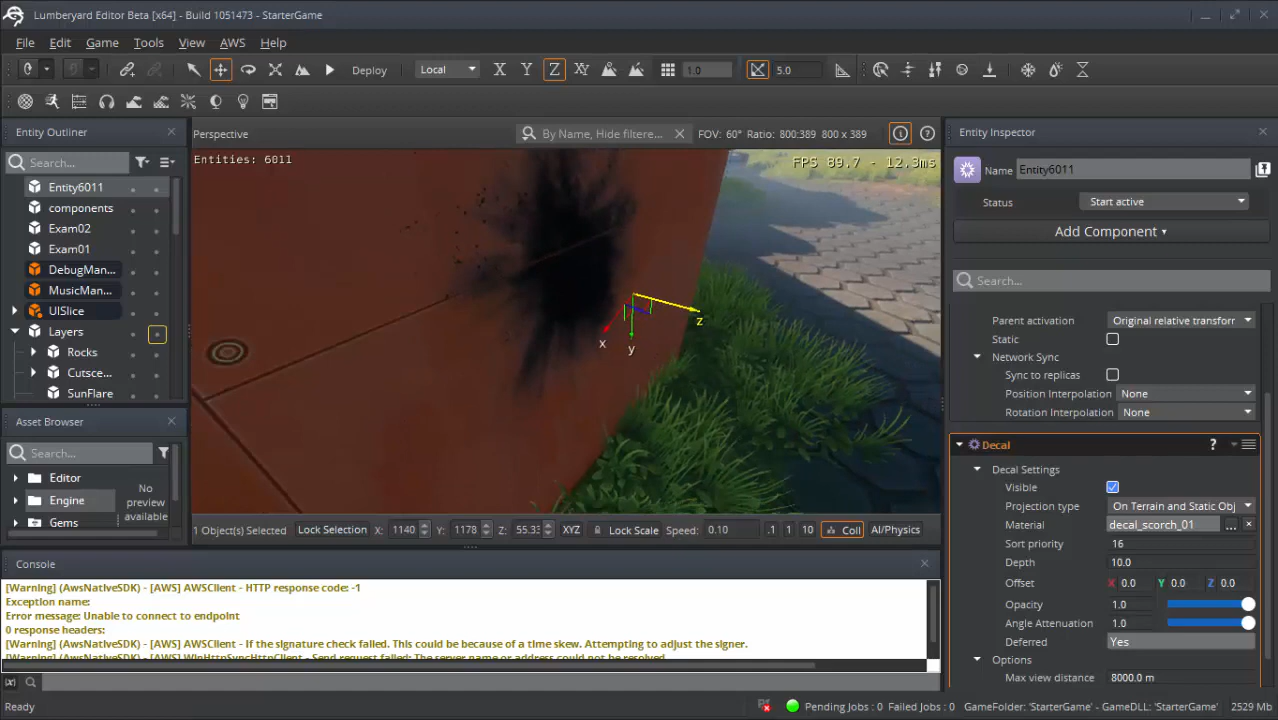 Lumberyard Editor Beta [x64] - Build 1051473 - StarterGame
File Edit Game Tools View AWS Help
Deploy Local X Y Z XY 1.0 5.0
Entity Outliner
Search...
Entity6011
components
Exam02
Exam01
DebugMan...
MusicMan...
UISlice
Layers
Rocks
Cutsce...
SunFlare
Asset Browser
Search...
Editor
Engine
Gems
No
preview
available
Perspective By Name, Hide filtere... FOV: 60° Ratio: 800:389 800 x 389
Entities: 6011 FPS 89.7 - 12.3ms
z
x
y
1 Object(s) Selected Lock Selection X: 1140 Y: 1178 Z: 55.33 XYZ Lock Scale Speed: 0.10 .1 1 10 Coll AI/Physics
Entity Inspector
Name Entity6011
Status Start active
Add Component
Search...
Parent activation Original relative transform
Static
Network Sync
Sync to replicas
Position Interpolation None
Rotation Interpolation None
Decal ?
Decal Settings
Visible
Projection type On Terrain and Static Obj
Material decal_scorch_01 ...
Sort priority 16
Depth 10.0
Offset X 0.0 Y 0.0 Z 0.0
Opacity 1.0
Angle Attenuation 1.0
Deferred Yes
Options
Max view distance 8000.0 m
Console
[Warning] (AwsNativeSDK) - [AWS] AWSClient - HTTP response code: -1
Exception name:
Error message: Unable to connect to endpoint
0 response headers:
[Warning] (AwsNativeSDK) - [AWS] AWSClient - If the signature check failed. This could be because of a time skew. Attempting to adjust the signer.
[Warning] (AwsNativeSDK) - [AWS] WinHttpSyncHttpClient - Send request failed: The server name or address could not be resolved
Ready Pending Jobs : 0 Failed Jobs : 0 GameFolder: 'StarterGame' - GameDLL: 'StarterGame' 2529 Mb